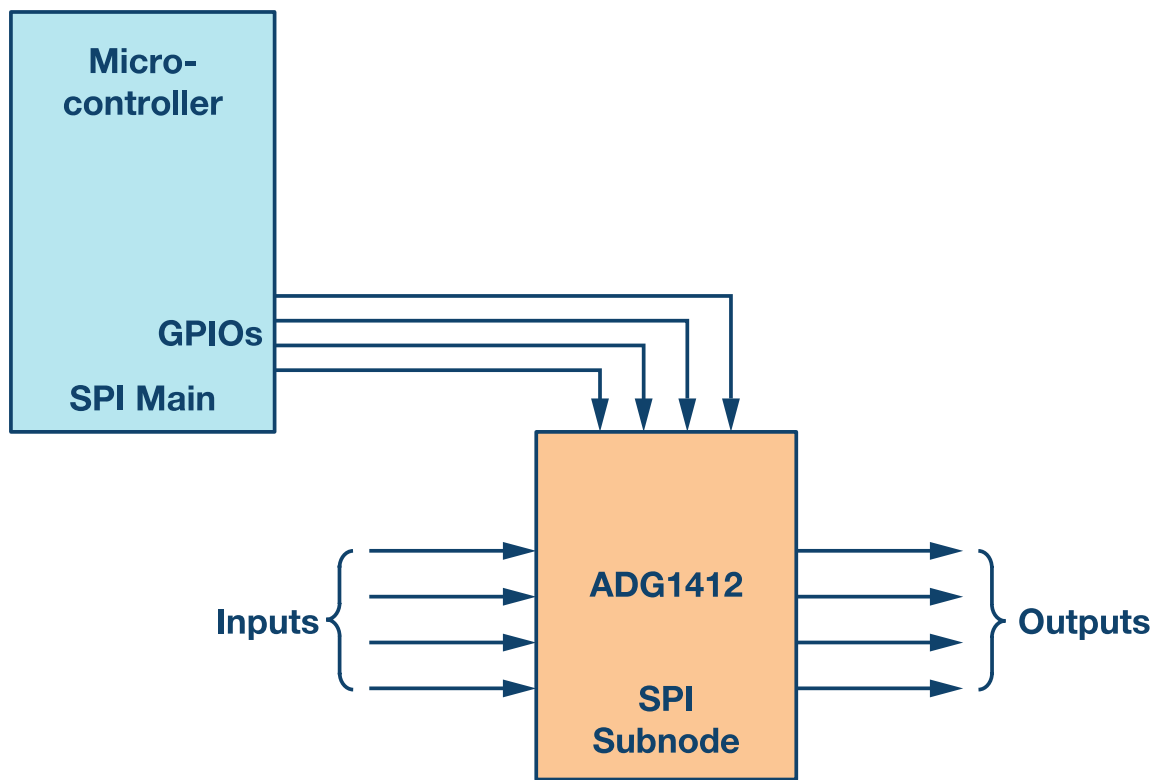 Micro-
controller
GPIOs
SPI Main
Inputs
ADG1412
Outputs
SPI
Subnode